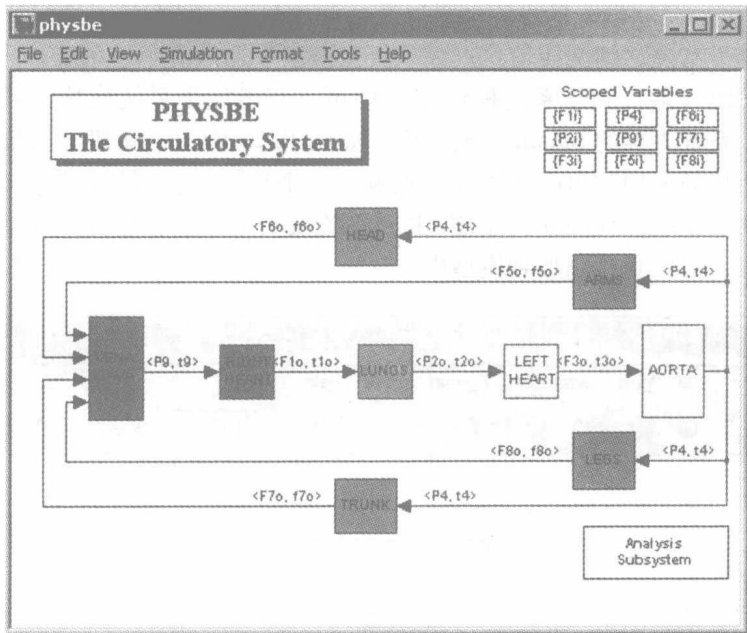 physbe
File Edit View Simulation Format Tools Help
PHYSBE
The Circulatory System
Scoped Variables
{F1i} {P4} {F6i}
{P2i} {P9} {F7i}
{F3i} {F5i} {F8i}
<F6o, f6o> HEAD <P4, t4>
<F5o, f5o> ARMS <P4, t4>
VENA
<P9, t9>
RIGHT
HEART
<F1o, t1o>
LUNGS
<P2o, t2o>
LEFT
HEART
<F3o, t3o>
AORTA
<F8o, f8o> LEGS <P4, t4>
<F7o, f7o> TRUNK <P4, t4>
Analysis
Subsystem